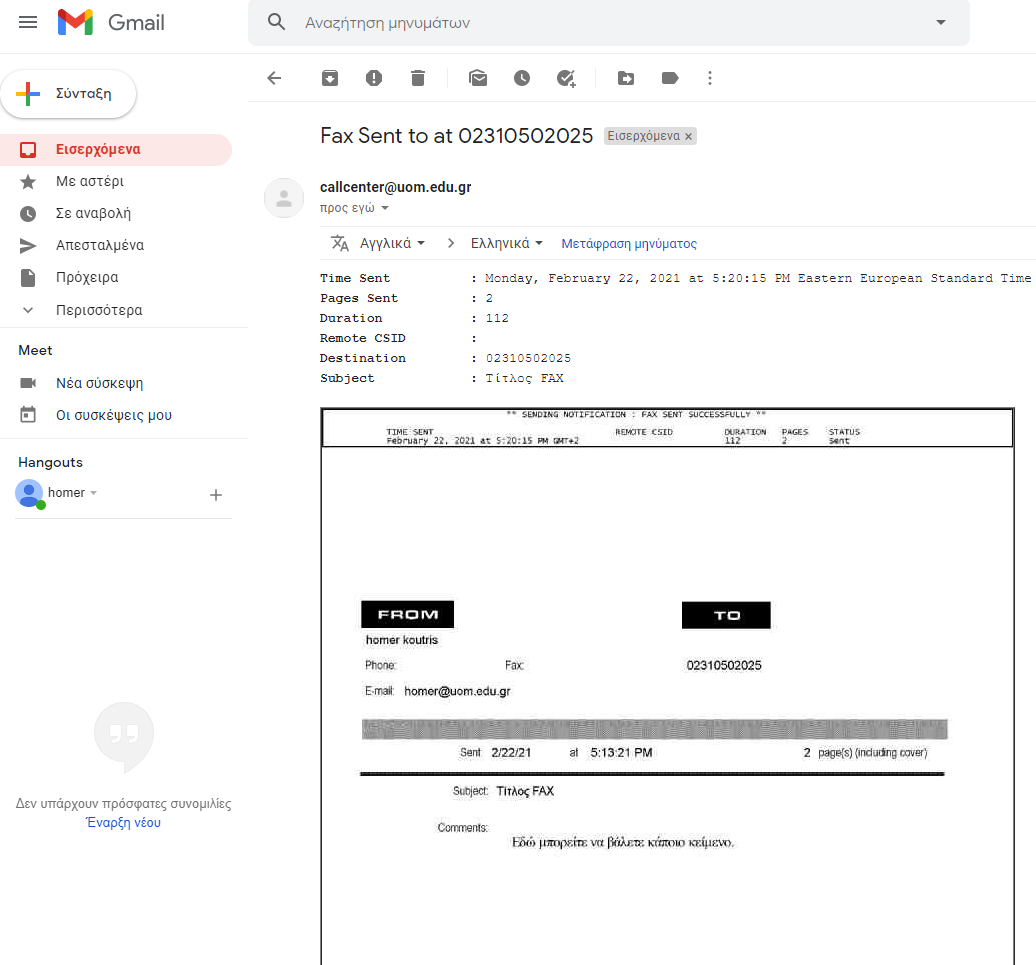 Gmail
Αναζήτηση μηνυμάτων
Σύνταξη
Εισερχόμενα
Με αστέρι
Σε αναβολή
Απεσταλμένα
Πρόχειρα
Περισσότερα
Meet
Νέα σύσκεψη
Οι συσκέψεις μου
Hangouts
homer
Δεν υπάρχουν πρόσφατες συνομιλίες
Έναρξη νέου
Fax Sent to at 02310502025 Εισερχόμενα ×
callcenter@uom.edu.gr
προς εγώ
Αγγλικά > Ελληνικά Μετάφραση μηνύματος
Time Sent : Monday, February 22, 2021 at 5:20:15 PM Eastern European Standard Time
Pages Sent : 2
Duration : 112
Remote CSID :
Destination : 02310502025
Subject : Τίτλος FAX
** SENDING NOTIFICATION : FAX SENT SUCCESSFULLY **
TIME SENT REMOTE CSID DURATION PAGES STATUS
February 22, 2021 at 5:20:15 PM GMT+2 112 2 Sent
FROM TO
homer koutris
Phone: Fax: 02310502025
E-mail: homer@uom.edu.gr
Sent: 2/22/21 at 5:13:21 PM 2 page(s) (including cover)
Subject: Τίτλος FAX
Comments:
Εδώ μπορείτε να βάλετε κάποιο κείμενο.